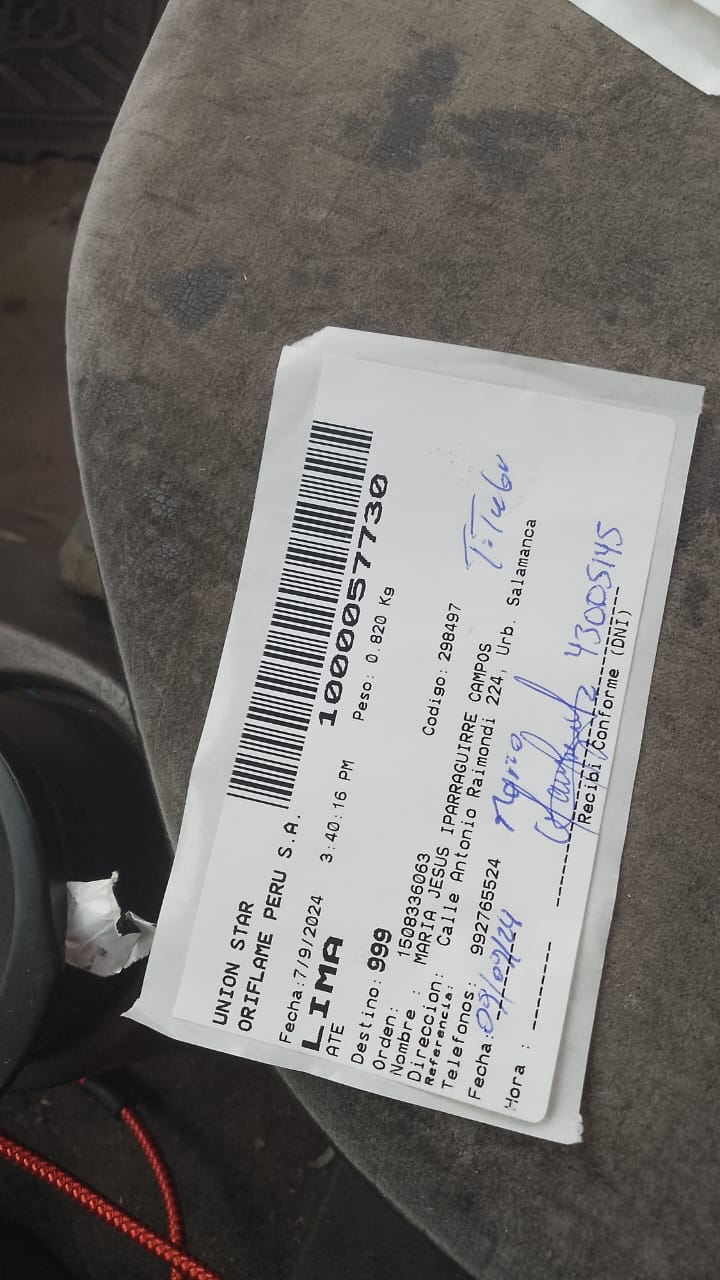 UNION STAR
ORIFLAME PERU S.A.
1000057730
Fecha:7/9/2024 3:40:16 PM Peso: 0.820 Kg
LIMA
ATE
Destino: 999
Orden: 1508336063 Codigo: 298497
Nombre : MARIA JESUS IPARRAGUIRRE CAMPOS
Direccion: Calle Antonio Raimondi 224, Urb. Salamanca
Referencia:
Telefonos: 992765524
Titular
Fecha: 09/09/24
Maria
43005145
Hora :
Recibi Conforme (DNI)